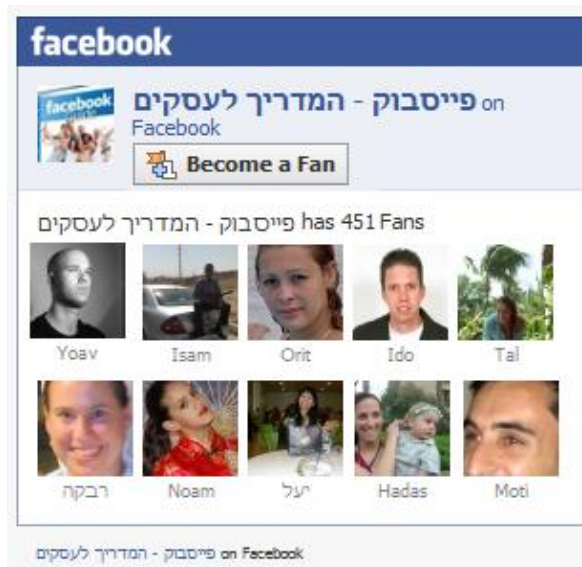 facebook
facebook
פייסבוק - המדריך לעסקים on
Facebook
Become a Fan
פייסבוק - המדריך לעסקים has 451 Fans
Yoav Isam Orit Ido Tal
רבקה Noam יעל Hadas Moti
פייסבוק - המדריך לעסקים on Facebook